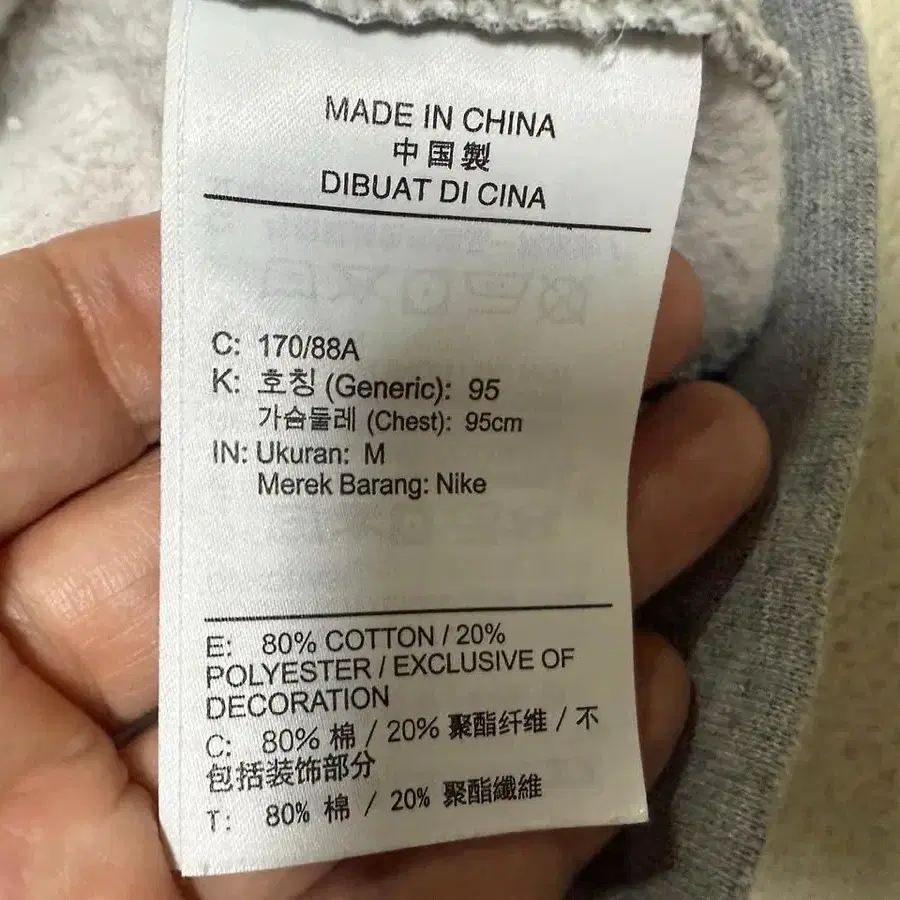 MADE IN CHINA
中国製
DIBUAT DI CINA
C: 170/88A
K: 호칭 (Generic): 95
가슴둘레 (Chest): 95cm
IN: Ukuran: M
Merek Barang: Nike
E: 80% COTTON / 20%
POLYESTER / EXCLUSIVE OF
DECORATION
C: 80% 棉 / 20% 聚酯纤维 / 不
包括装饰部分
T: 80% 棉 / 20% 聚酯纖維